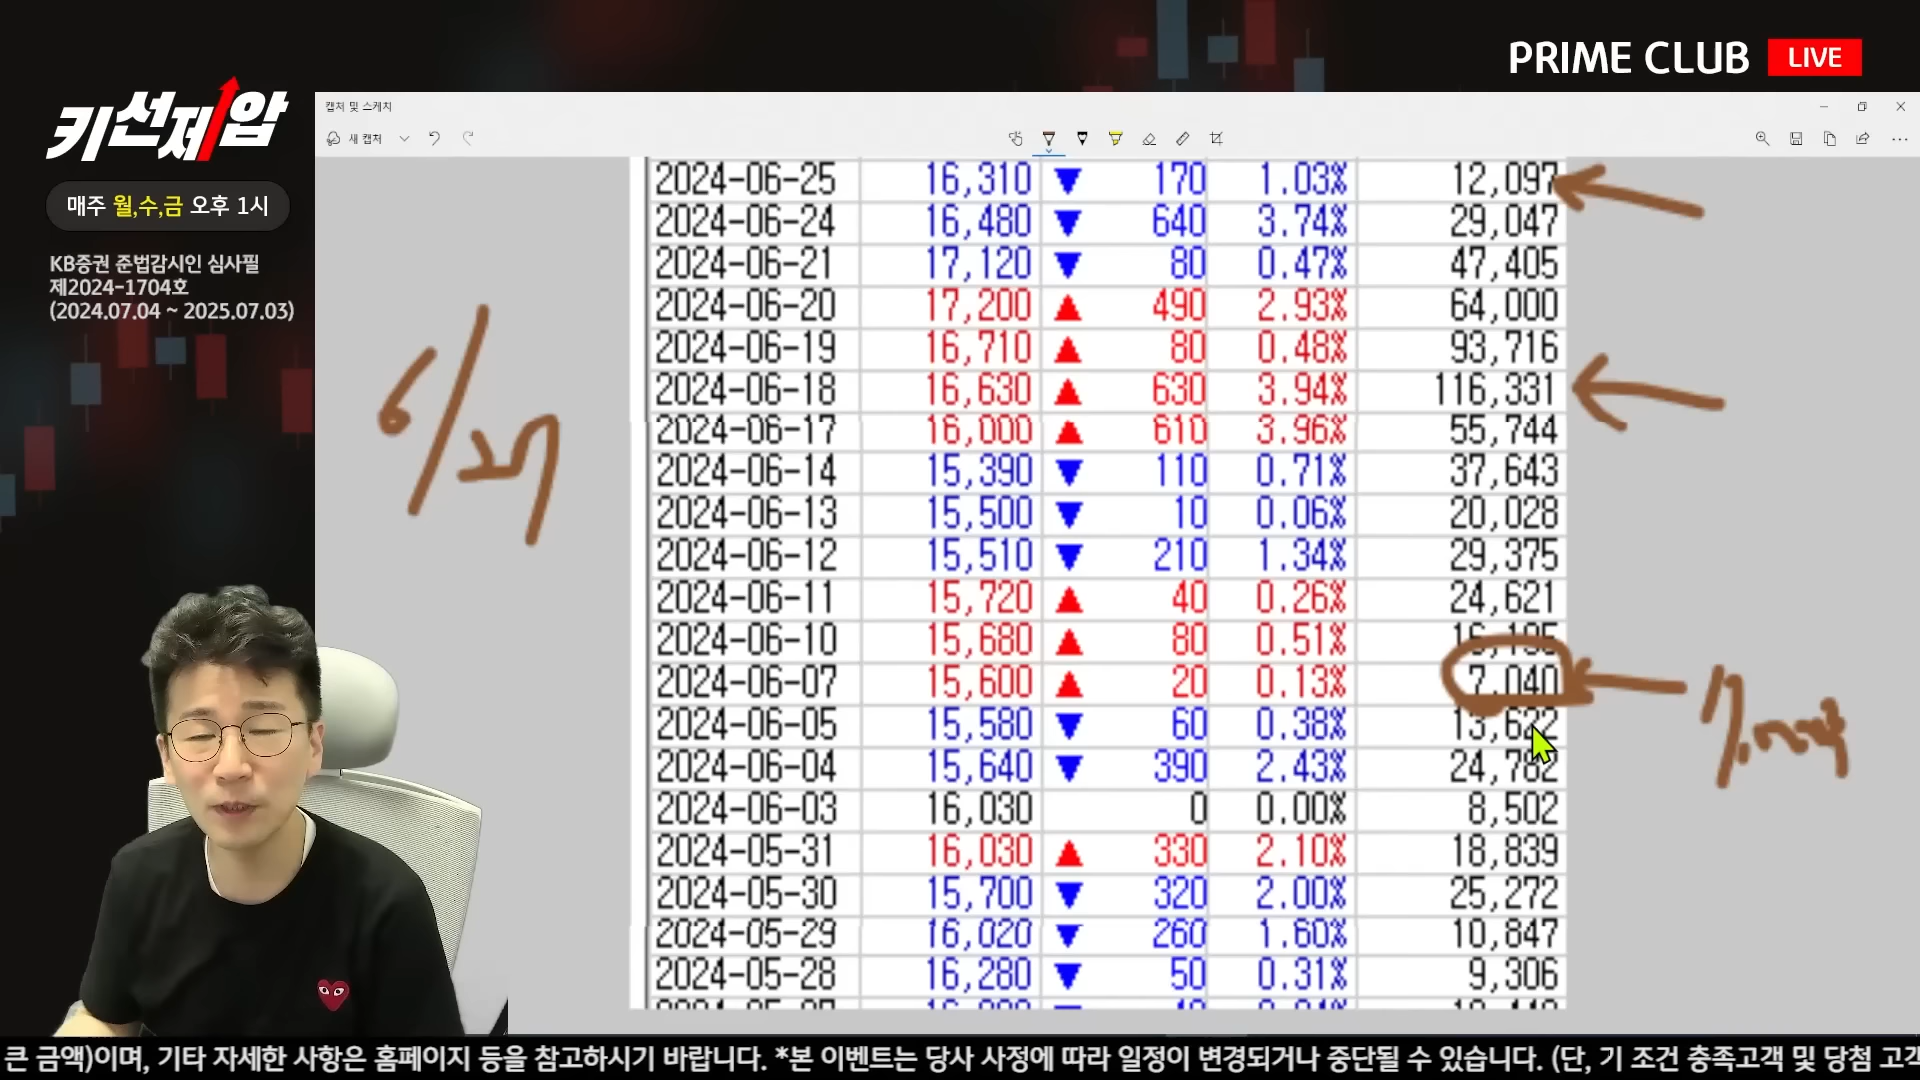 PRIME CLUB LIVE
키선제압
매주 월,수,금 오후 1시
KB증권 준법감시인 심사필
제2024-1704호
(2024.07.04 ~ 2025.07.03)
캡처 및 스케치
새 캡처
2024-06-25 16,310 ▼ 170 1.03% 12,097
2024-06-24 16,480 ▼ 640 3.74% 29,047
2024-06-21 17,120 ▼ 80 0.47% 47,405
2024-06-20 17,200 ▲ 490 2.93% 64,000
2024-06-19 16,710 ▲ 80 0.48% 93,716
2024-06-18 16,630 ▲ 630 3.94% 116,331
2024-06-17 16,000 ▲ 610 3.96% 55,744
2024-06-14 15,390 ▼ 110 0.71% 37,643
2024-06-13 15,500 ▼ 10 0.06% 20,028
2024-06-12 15,510 ▼ 210 1.34% 29,375
2024-06-11 15,720 ▲ 40 0.26% 24,621
2024-06-10 15,680 ▲ 80 0.51%
2024-06-07 15,600 ▲ 20 0.13% 7,040
2024-06-05 15,580 ▼ 60 0.38% 13,622
2024-06-04 15,640 ▼ 390 2.43% 24,782
2024-06-03 16,030 0 0.00% 8,502
2024-05-31 16,030 ▲ 330 2.10% 18,839
2024-05-30 15,700 ▼ 320 2.00% 25,272
2024-05-29 16,020 ▼ 260 1.60% 10,847
2024-05-28 16,280 ▼ 50 0.31% 9,306
6/27
큰 금액)이며, 기타 자세한 사항은 홈페이지 등을 참고하시기 바랍니다. *본 이벤트는 당사 사정에 따라 일정이 변경되거나 중단될 수 있습니다. (단, 기 조건 충족고객 및 당첨 고객